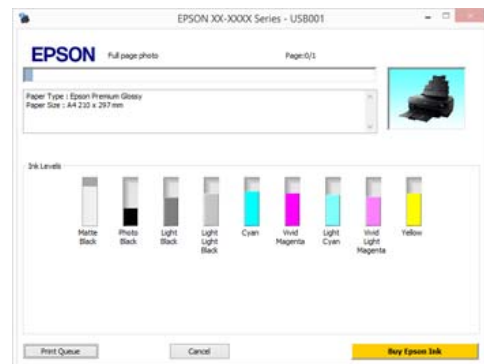 EPSON XX-XXXX Series - USB001
EPSON
Full page photo
Page:0/1
Paper Type : Epson Premium Glossy
Paper Size : A4 210 x 297 mm
Ink Levels
Matte
Black
Photo
Black
Light
Black
Light
Light
Black
Cyan
Vivid
Magenta
Light
Cyan
Vivid
Light
Magenta
Yellow
Print Queue
Cancel
Buy Epson Ink